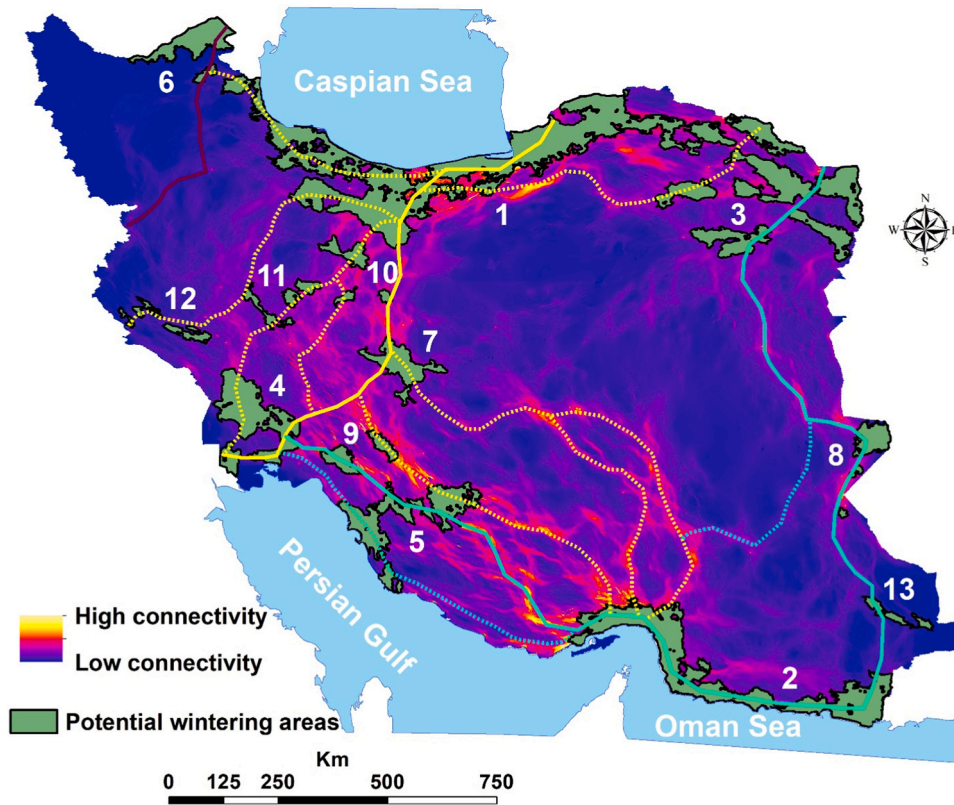 Caspian Sea
6
1
3
N
W E
S
11
10
12
7
4
9
8
5
13
Persian Gulf
High connectivity
Low connectivity
2
Potential wintering areas
Oman Sea
Km
0 125 250 500 750